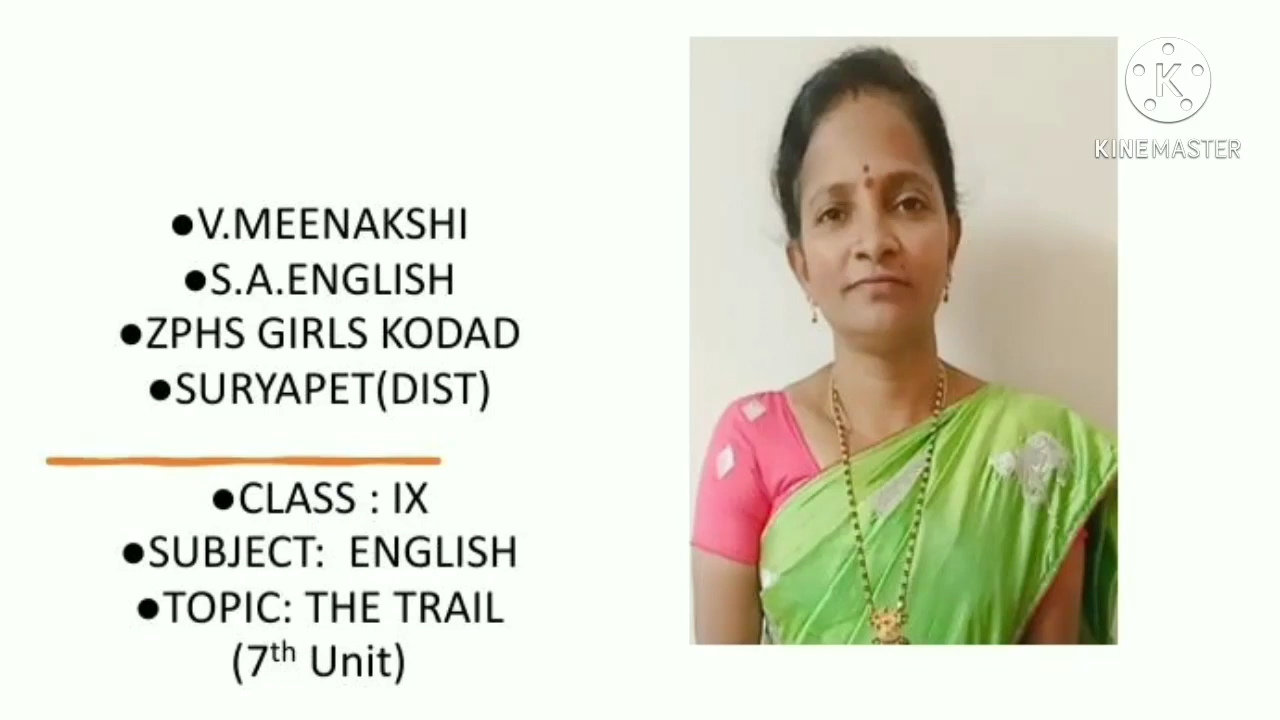 ●V.MEENAKSHI
●S.A.ENGLISH
●ZPHS GIRLS KODAD
●SURYAPET(DIST)
●CLASS : IX
●SUBJECT:  ENGLISH
●TOPIC: THE TRAIL
(7th Unit)
K
KINEMASTER